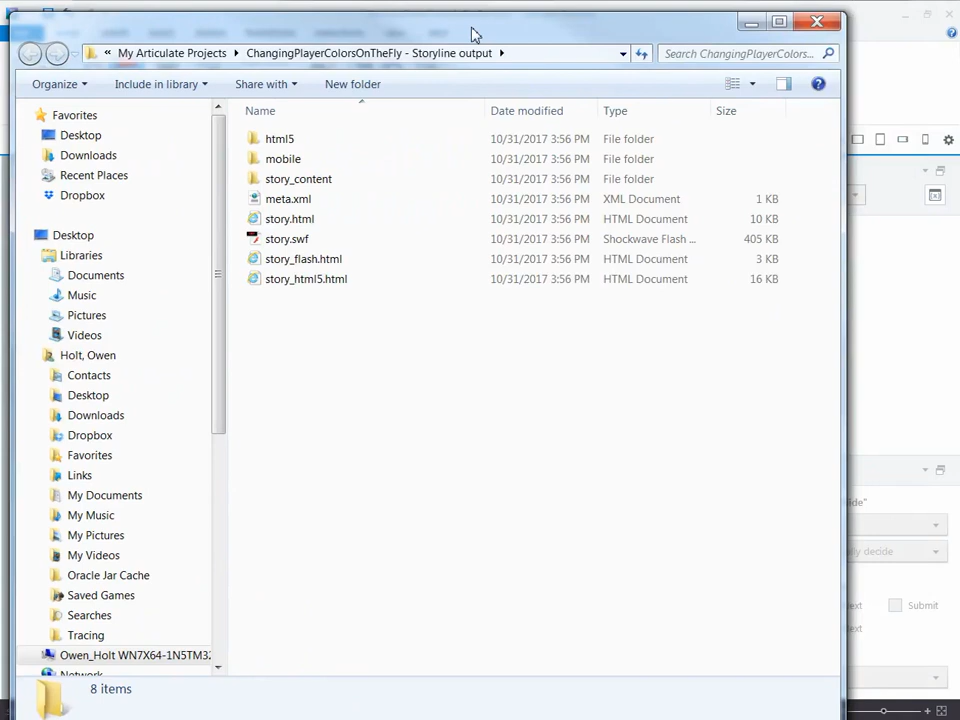 « My Articulate Projects ChangingPlayerColorsOnTheFly - Storyline output
Search ChangingPlayerColors...
Organize Include in library Share with New folder
Name Date modified Type Size
html5 10/31/2017 3:56 PM File folder
mobile 10/31/2017 3:56 PM File folder
story_content 10/31/2017 3:56 PM File folder
meta.xml 10/31/2017 3:56 PM XML Document 1 KB
story.html 10/31/2017 3:56 PM HTML Document 10 KB
story.swf 10/31/2017 3:56 PM Shockwave Flash ... 405 KB
story_flash.html 10/31/2017 3:56 PM HTML Document 3 KB
story_html5.html 10/31/2017 3:56 PM HTML Document 16 KB
Favorites
Desktop
Downloads
Recent Places
Dropbox
Desktop
Libraries
Documents
Music
Pictures
Videos
Holt, Owen
Contacts
Desktop
Downloads
Dropbox
Favorites
Links
My Documents
My Music
My Pictures
My Videos
Oracle Jar Cache
Saved Games
Searches
Tracing
Owen_Holt WN7X64-1N5TM32
Network
8 items
ide"
ally decide
ext Submit
ext